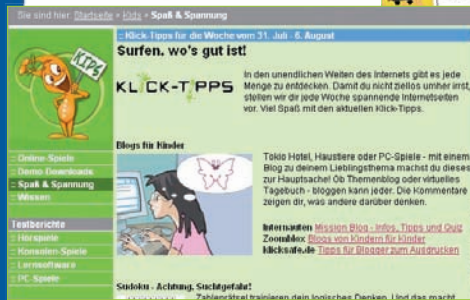 Sie sind hier: Startseite » Kids » Spaß & Spannung
:: Klick-Tipps für die Woche vom 31. Juli - 6. August
Surfen, wo's gut ist!
KIDS
KLICK-TIPPS
In den unendlichen Weiten des Internets gibt es jede
Menge zu entdecken. Damit du nicht ziellos umher irrst,
stellen wir dir jede Woche spannende Internetseiten
vor. Viel Spaß mit den aktuellen Klick-Tipps.
:: Online-Spiele
:: Demo-Downloads
:: Spaß & Spannung
:: Wissen
Testberichte
:: Hörspiele
:: Konsolen-Spiele
:: Lernsoftware
:: PC-Spiele
Blogs für Kinder
Tokio Hotel, Haustiere oder PC-Spiele - mit einem
Blog zu deinem Lieblingsthema machst du dieses
zur Hauptsache! Ob Themenblog oder virtuelles
Tagebuch - bloggen kann jeder. Die Kommentare
zeigen dir, was andere darüber denken.
Internauten Mission Blog - Infos, Tipps und Quiz
Zoomblox Blogs von Kindern für Kinder
klicksafe.de Tipps für Blogger zum Ausdrucken
Sudoku - Achtung, Suchtgefahr!
Zahlenrätsel trainieren dein logisches Denken. Und das macht